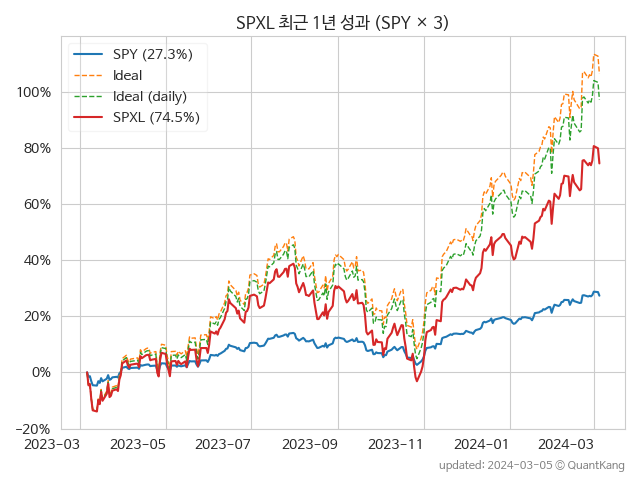 SPXL 최근 1년 성과 (SPY × 3)
SPY (27.3%)
Ideal
Ideal (daily)
SPXL (74.5%)
100%
80%
60%
40%
20%
0%
−20%
2023-03
2023-05
2023-07
2023-09
2023-11
2024-01
2024-03
updated: 2024-03-05 © QuantKang